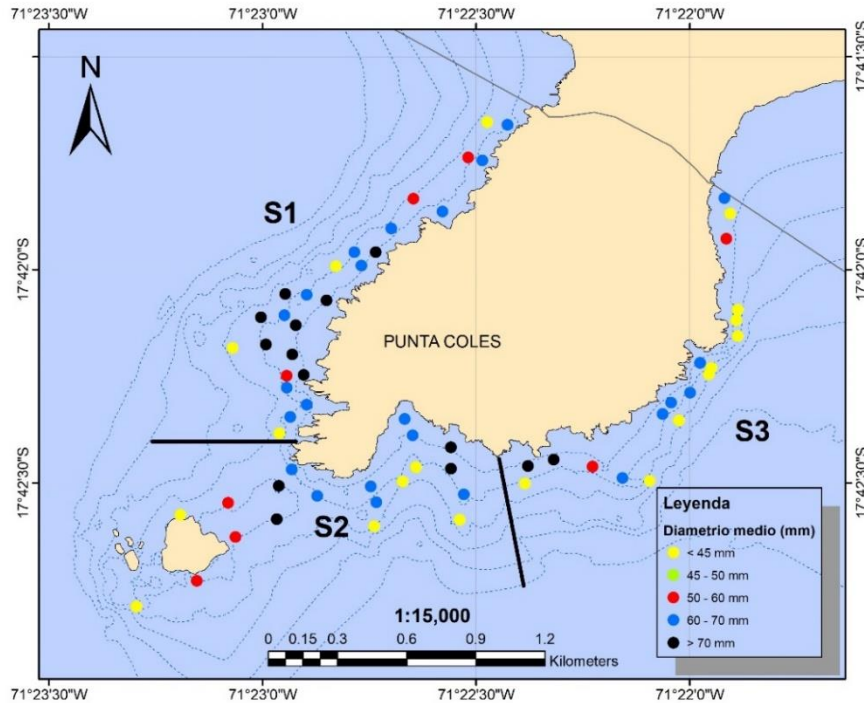 71°23'30"W 71°23'0"W 71°22'30"W 71°22'0"W
17°41'30"S
N
S1
17°42'0"S 17°42'0"S
PUNTA COLES
S3
17°42'30"S 17°42'30"S
S2
Leyenda
Diametrio medio (mm)
< 45 mm
45 - 50 mm
50 - 60 mm
60 - 70 mm
> 70 mm
1:15,000
0 0.15 0.3 0.6 0.9 1.2
Kilometers
71°23'30"W 71°23'0"W 71°22'30"W 71°22'0"W